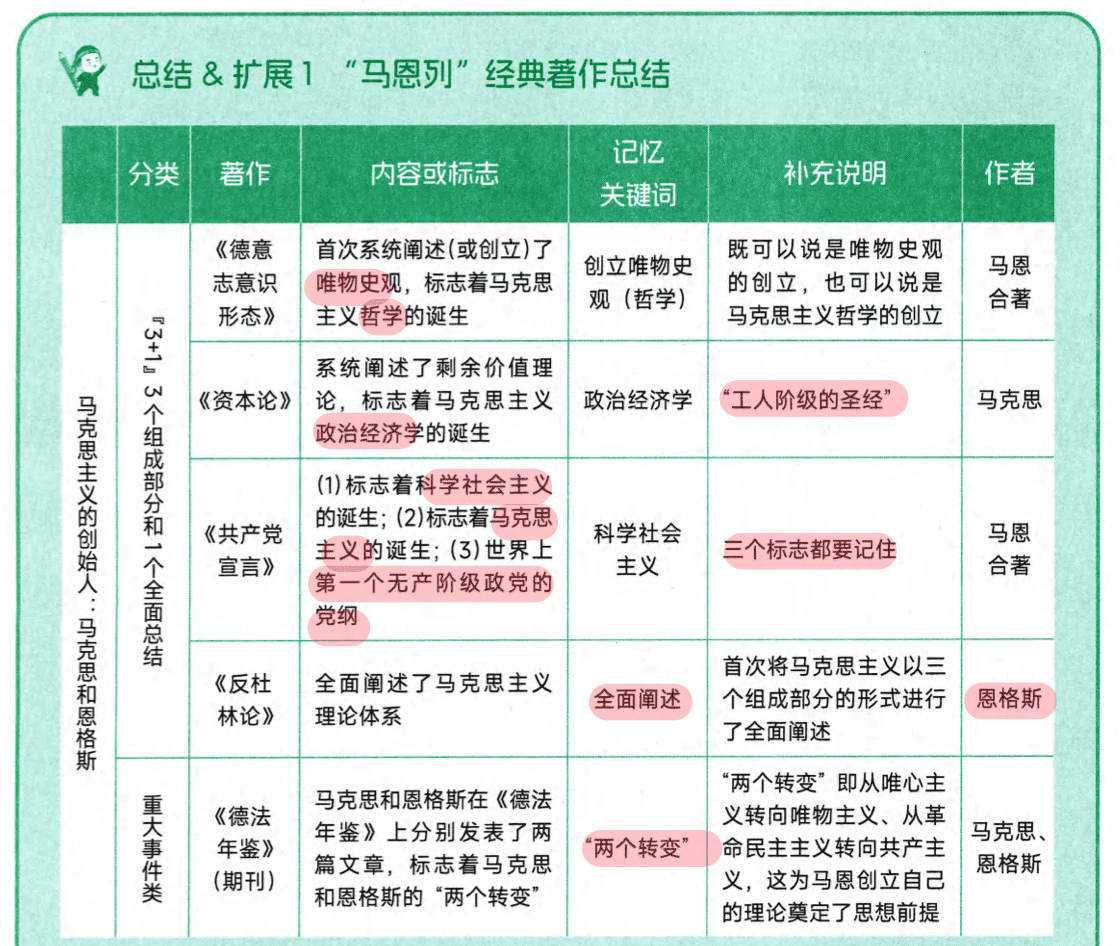 总结 & 扩展1 “马恩列”经典著作总结
分类
著作
内容或标志
记忆
关键词
补充说明
作者
马克思主义的创始人：马克思和恩格斯
『3+1』3个组成部分和1个全面总结
《德意
志意识
形态》
首次系统阐述(或创立)了
唯物史观，标志着马克思
主义哲学的诞生
创立唯物史
观（哲学）
既可以说是唯物史观
的创立，也可以说是
马克思主义哲学的创立
马恩
合著
《资本论》
系统阐述了剩余价值理
论，标志着马克思主义
政治经济学的诞生
政治经济学
“工人阶级的圣经”
马克思
《共产党
宣言》
(1)标志着科学社会主义
的诞生；(2)标志着马克思
主义的诞生；(3)世界上
第一个无产阶级政党的
党纲
科学社会
主义
三个标志都要记住
马恩
合著
《反杜
林论》
全面阐述了马克思主义
理论体系
全面阐述
首次将马克思主义以三
个组成部分的形式进行
了全面阐述
恩格斯
重大事件类
《德法
年鉴》
(期刊)
马克思和恩格斯在《德法
年鉴》上分别发表了两
篇文章，标志着马克思
和恩格斯的“两个转变”
“两个转变”
“两个转变”即从唯心主
义转向唯物主义、从革
命民主主义转向共产主
义，这为马恩创立自己
的理论奠定了思想前提
马克思、
恩格斯